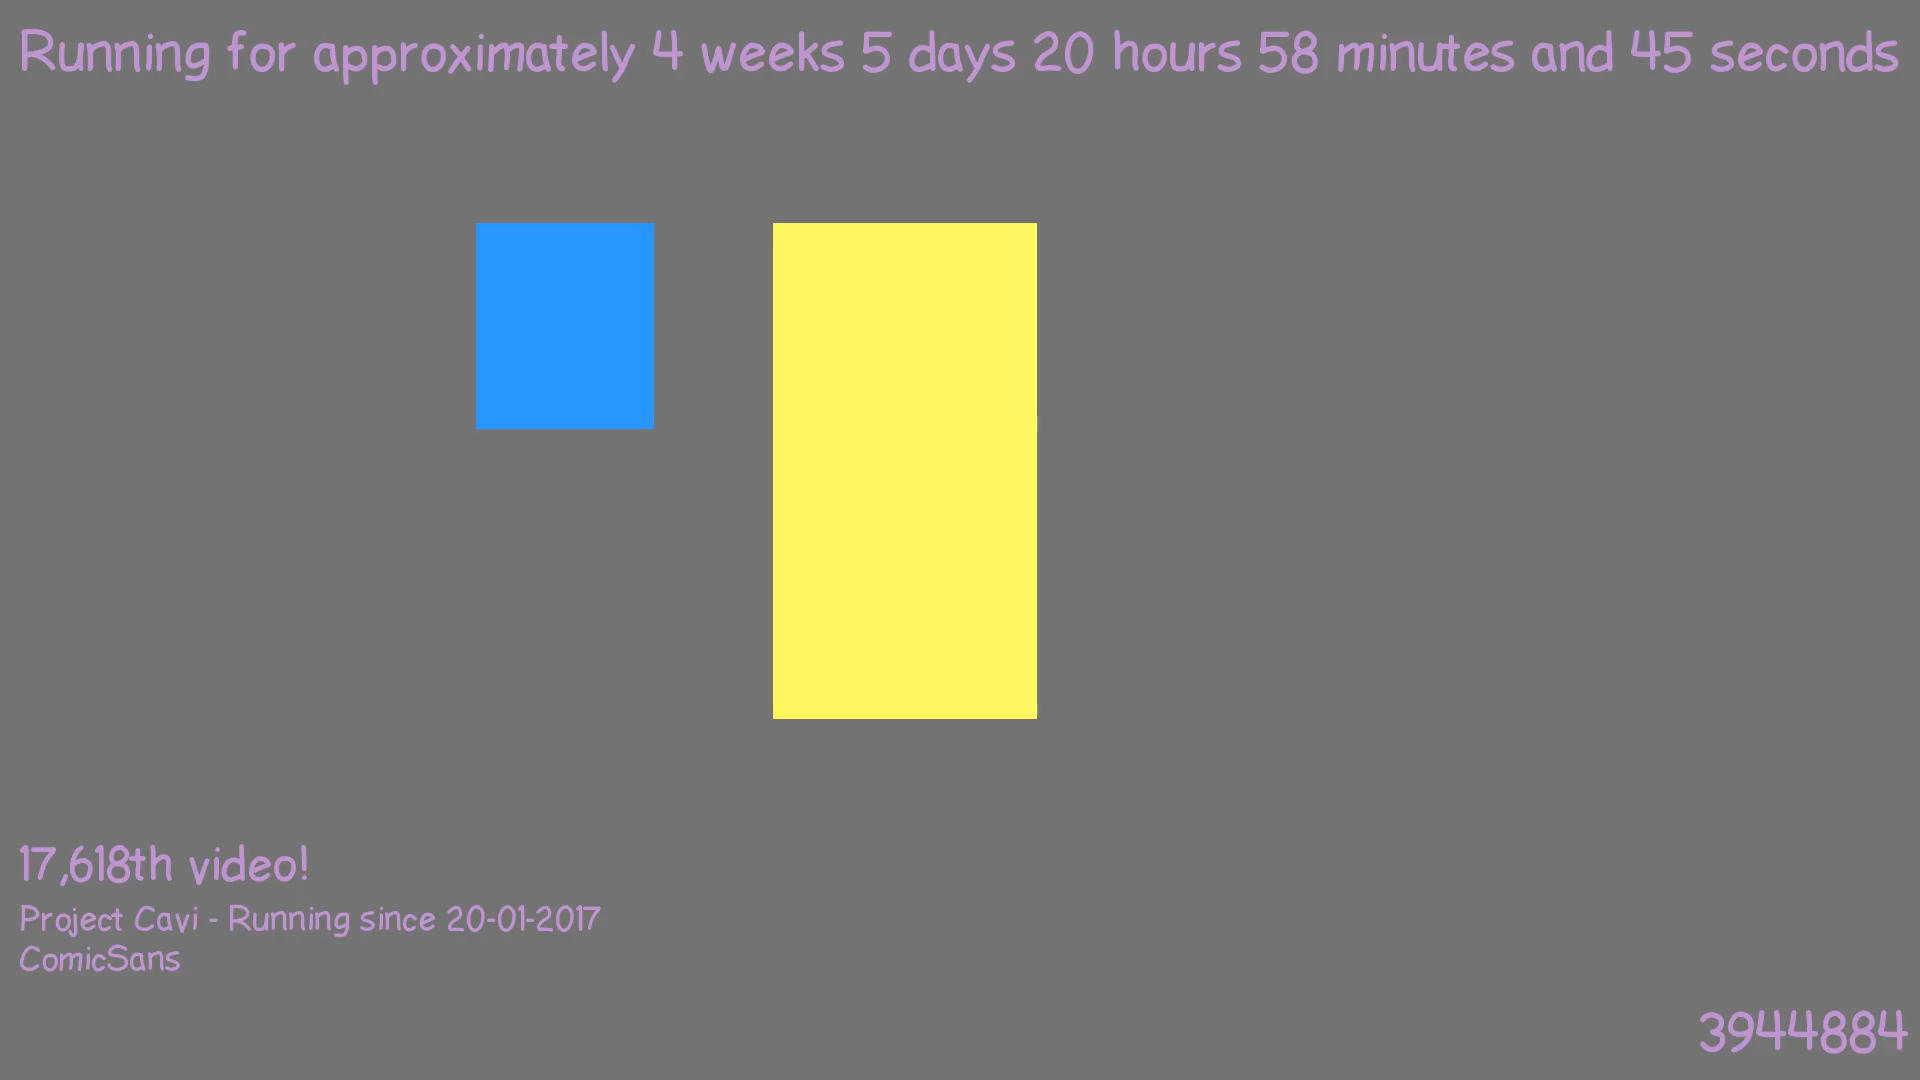 Running for approximately 4 weeks 5 days 20 hours 58 minutes and 45 seconds
17,618th video!
Project Cavi - Running since 20-01-2017
ComicSans
3944884